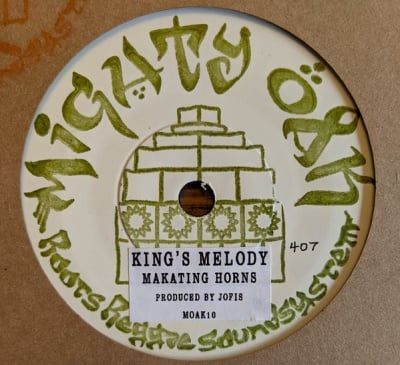 Mighty Oak
Roots Reggae Soundsystem
407
KING'S MELODY
MAKATING HORNS
PRODUCED BY JOFIS
MOAK10